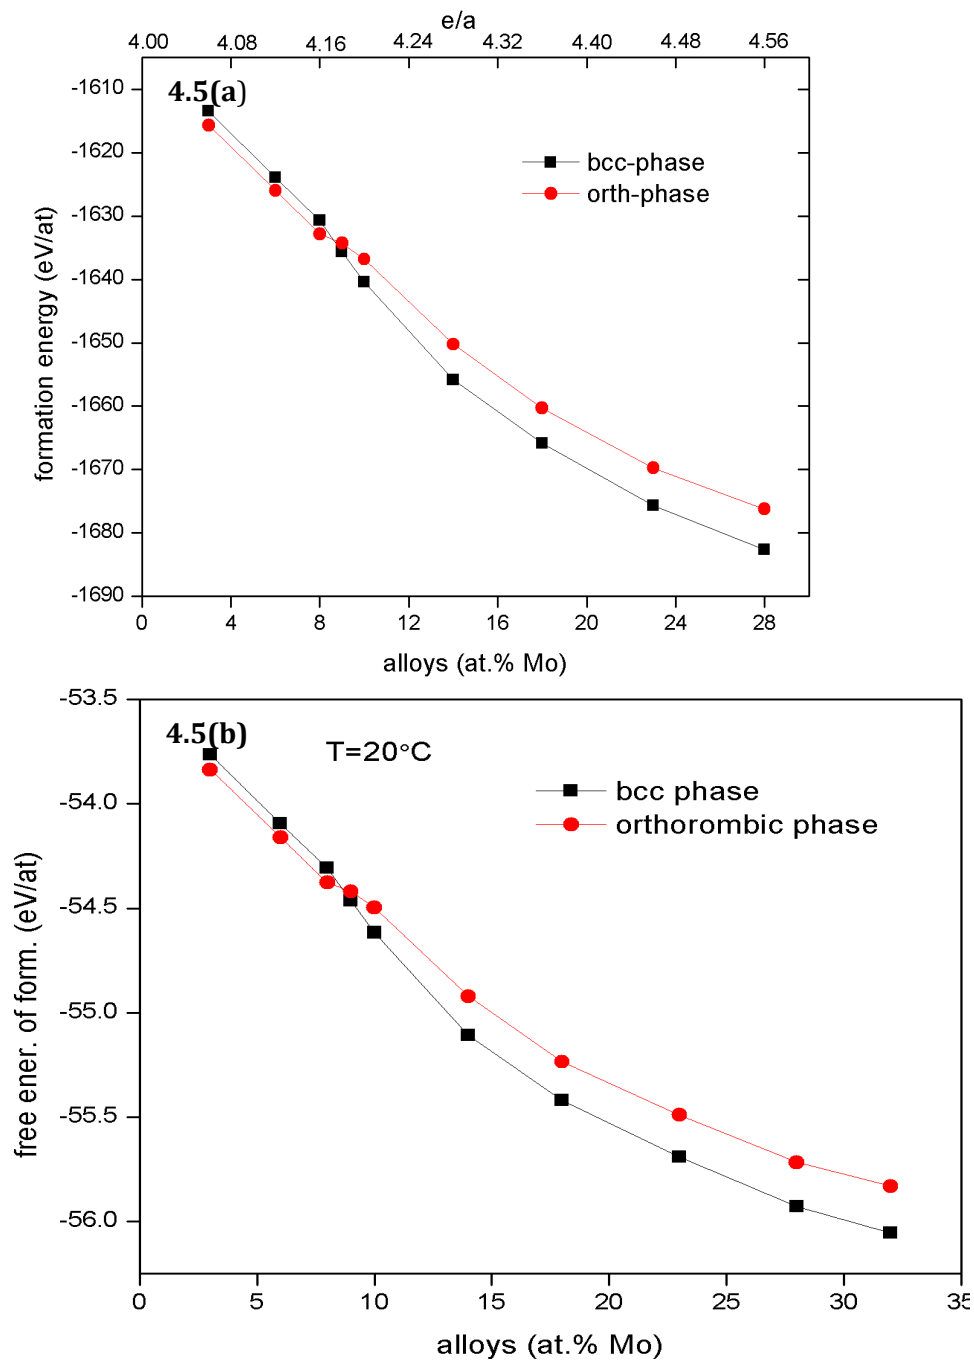 e/a
4.00 4.08 4.16 4.24 4.32 4.40 4.48 4.56
4.5(a)
-1610
-1620
-1630
-1640
-1650
-1660
-1670
-1680
-1690
formation energy (eV/at)
bcc-phase
orth-phase
0 4 8 12 16 20 24 28
alloys (at.% Mo)
4.5(b)
T=20°C
-53.5
-54.0
-54.5
-55.0
-55.5
-56.0
free ener. of form. (eV/at)
bcc phase
orthorombic phase
0 5 10 15 20 25 30 35
alloys (at.% Mo)